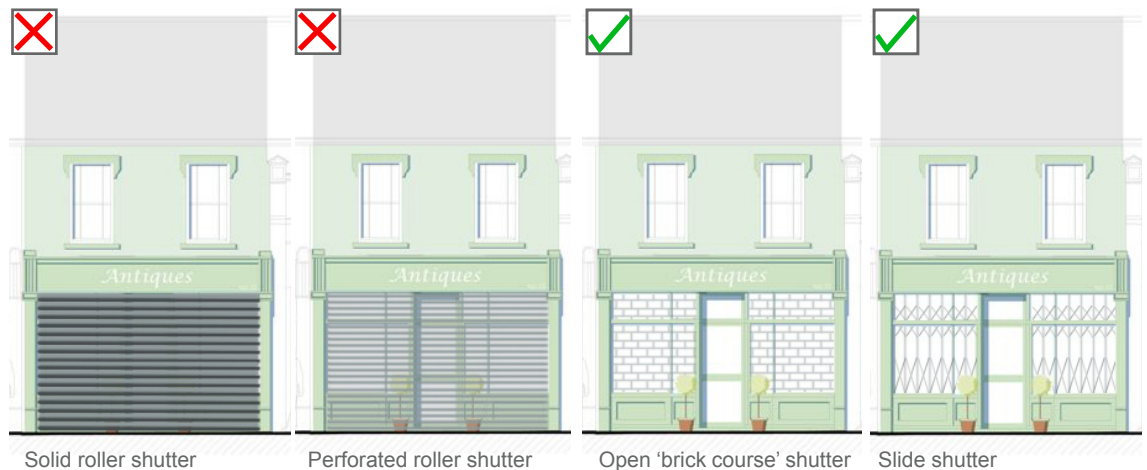 Antiques
Antiques
Antiques
Antiques
Solid roller shutter
Perforated roller shutter
Open ‘brick course’ shutter
Slide shutter